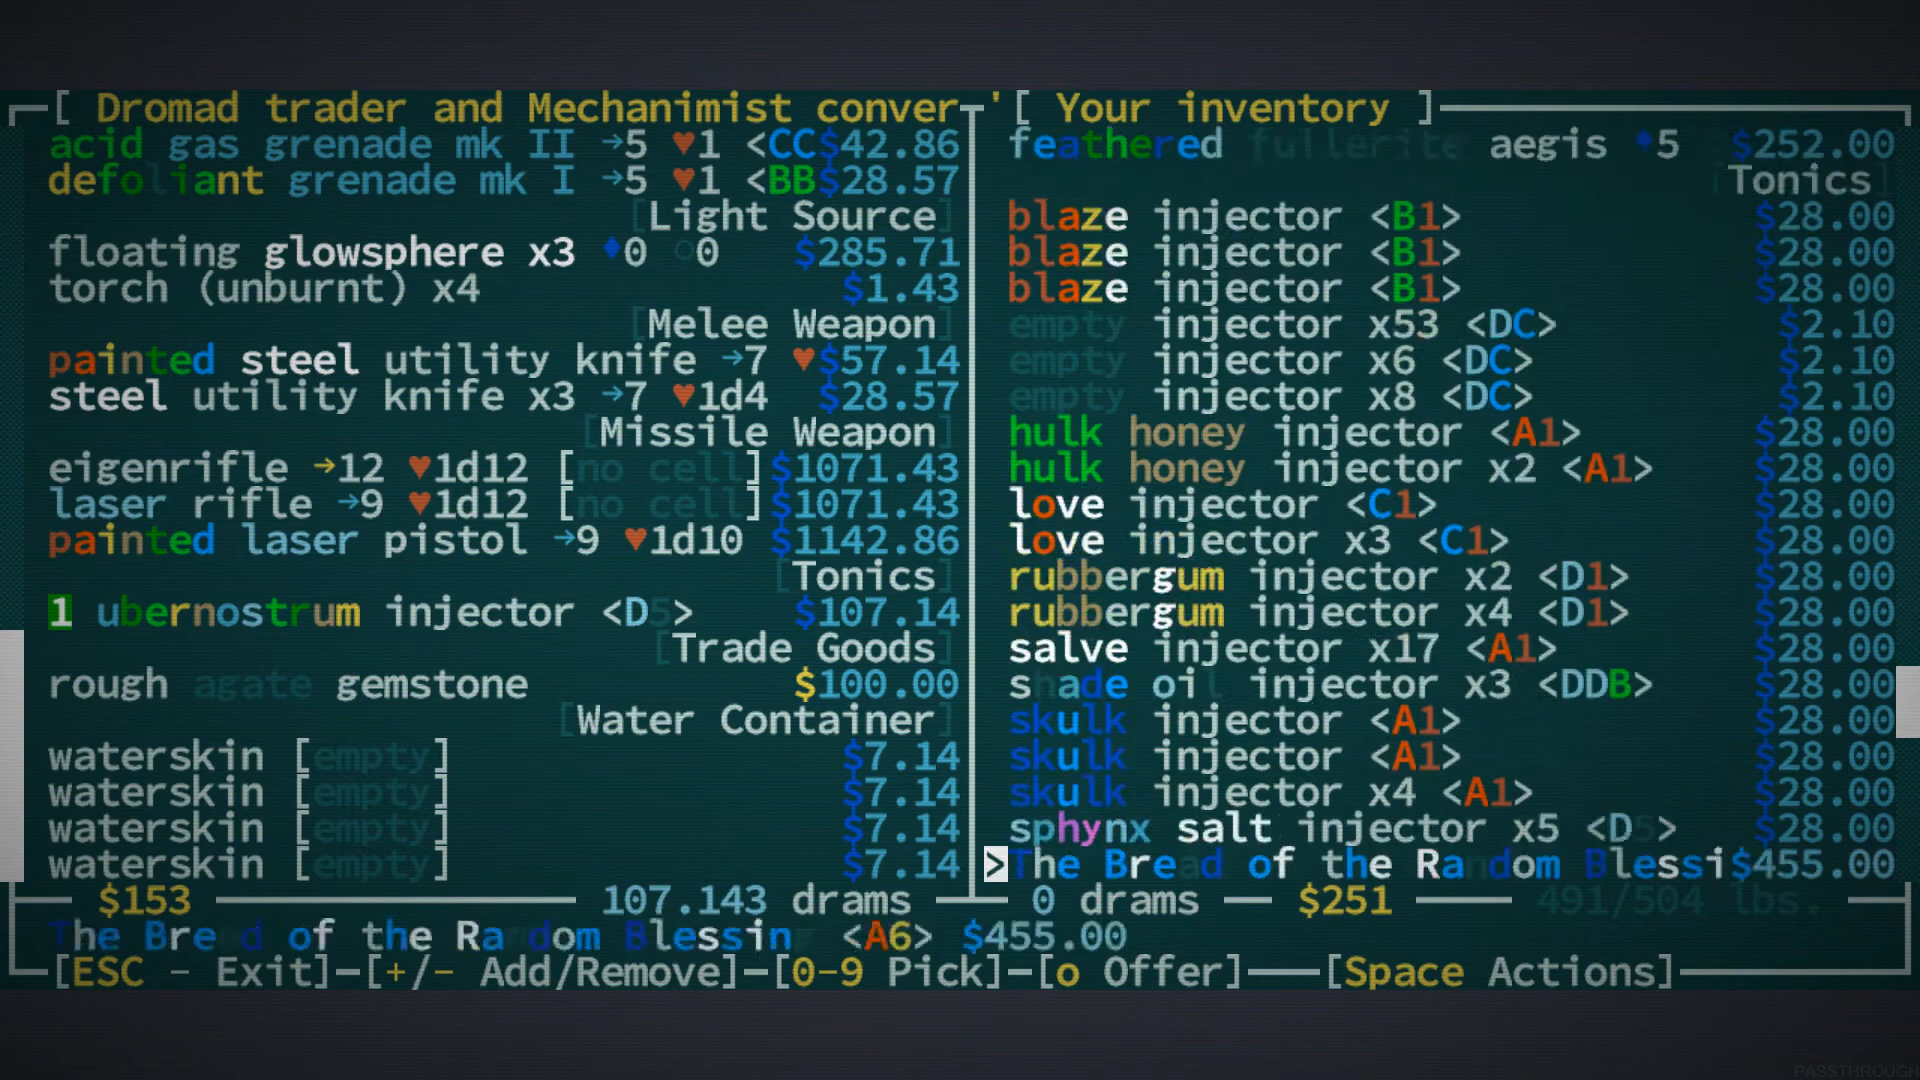 [ Dromad trader and Mechanimist conver
acid gas grenade mk II →5 ♥1 <CC$42.86
defoliant grenade mk I →5 ♥1 <BB$28.57
[Light Source]
floating glowsphere x3 ♦0 ○0 $285.71
torch (unburnt) x4 $1.43
[Melee Weapon]
painted steel utility knife →7 ♥$57.14
steel utility knife x3 →7 ♥1d4 $28.57
[Missile Weapon]
eigenrifle →12 ♥1d12 [no cell]$1071.43
laser rifle →9 ♥1d12 [no cell]$1071.43
painted laser pistol →9 ♥1d10 $1142.86
[Tonics]
1 ubernostrum injector <D5> $107.14
[Trade Goods]
rough agate gemstone $100.00
[Water Container]
waterskin [empty] $7.14
waterskin [empty] $7.14
waterskin [empty] $7.14
waterskin [empty] $7.14
$153 107.143 drams
'[ Your inventory ]
feathered fullerite aegis ♦5 $252.00
[Tonics]
blaze injector <B1> $28.00
blaze injector <B1> $28.00
blaze injector <B1> $28.00
empty injector x53 <DC> $2.10
empty injector x6 <DC> $2.10
empty injector x8 <DC> $2.10
hulk honey injector <A1> $28.00
hulk honey injector x2 <A1> $28.00
love injector <C1> $28.00
love injector x3 <C1> $28.00
rubbergum injector x2 <D1> $28.00
rubbergum injector x4 <D1> $28.00
salve injector x17 <A1> $28.00
shade oil injector x3 <DDB> $28.00
skulk injector <A1> $28.00
skulk injector <A1> $28.00
skulk injector x4 <A1> $28.00
sphynx salt injector x5 <D5> $28.00
>The Bread of the Random Blessi$455.00
0 drams $251 491/504 lbs.
The Bread of the Random Blessing <A6> $455.00
[ESC - Exit] [+/- Add/Remove] [0-9 Pick] [o Offer] [Space Actions]
PASSTHROUGH